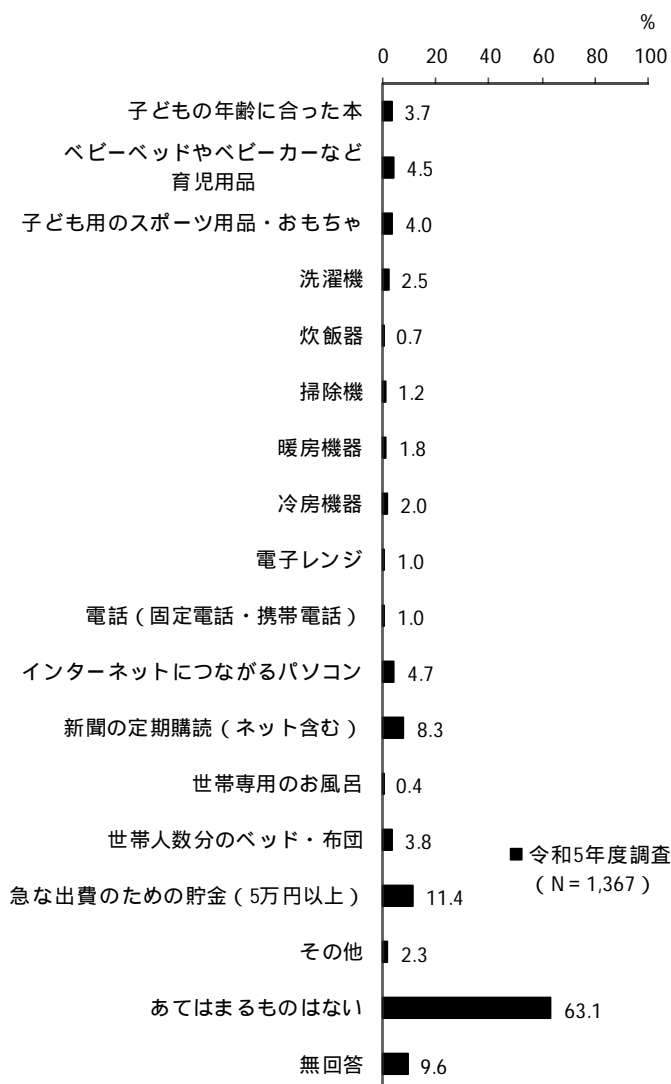 %
0 20 40 60 80 100
子どもの年齢に合った本 3.7
ベビーベッドやベビーカーなど
育児用品 4.5
子ども用のスポーツ用品・おもちゃ 4.0
洗濯機 2.5
炊飯器 0.7
掃除機 1.2
暖房機器 1.8
冷房機器 2.0
電子レンジ 1.0
電話（固定電話・携帯電話） 1.0
インターネットにつながるパソコン 4.7
新聞の定期購読（ネット含む） 8.3
世帯専用のお風呂 0.4
世帯人数分のベッド・布団 3.8
令和5年度調査
（N = 1,367）
急な出費のための貯金（5万円以上） 11.4
その他 2.3
あてはまるものはない 63.1
無回答 9.6